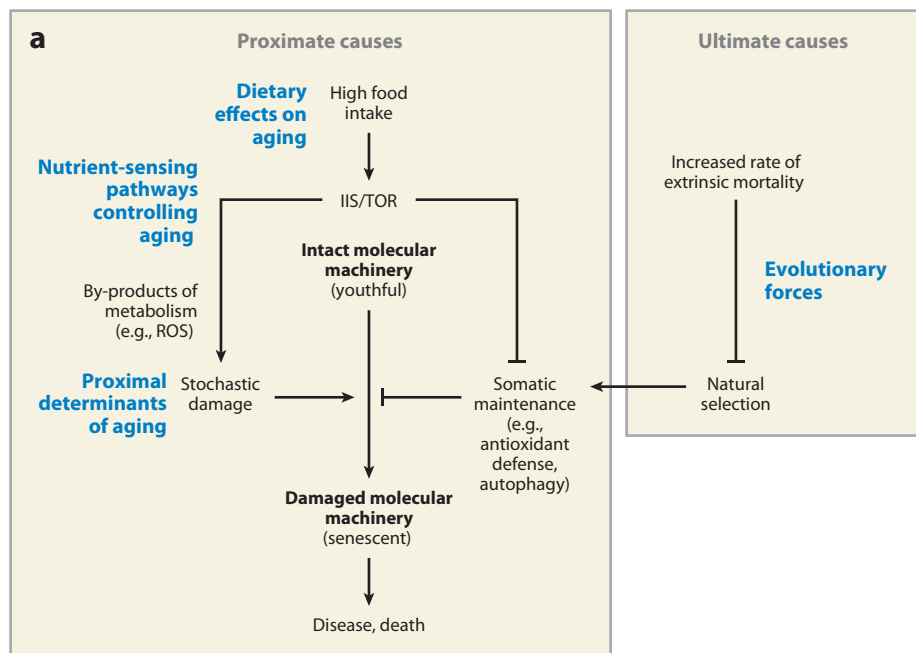 a
Proximate causes
Ultimate causes
Dietary
effects on
aging
High food
intake
Nutrient-sensing
pathways
controlling
aging
IIS/TOR
Increased rate of
extrinsic mortality
Intact molecular
machinery
(youthful)
Evolutionary
forces
By-products of
metabolism
(e.g., ROS)
Proximal
determinants
of aging
Stochastic
damage
Somatic
maintenance
(e.g.,
antioxidant
defense,
autophagy)
Natural
selection
Damaged molecular
machinery
(senescent)
Disease, death